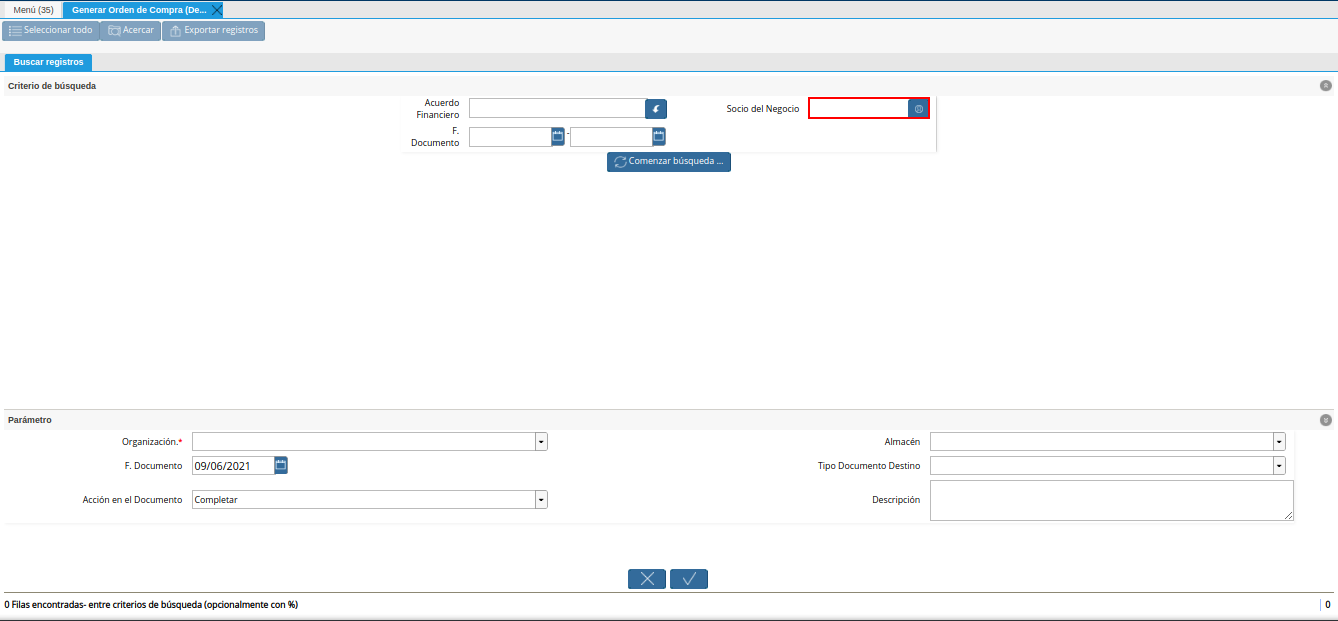 Menú (35)
Generar Orden de Compra (De...
Seleccionar todo
Acercar
Exportar registros
Buscar registros
Criterio de búsqueda
Acuerdo
Financiero
Socio del Negocio
F.
Documento
-
Comenzar búsqueda ...
Parámetro
Organización.*
Almacén
F. Documento
09/06/2021
Tipo Documento Destino
Acción en el Documento
Completar
Descripción
0 Filas encontradas- entre criterios de búsqueda (opcionalmente con %)
0